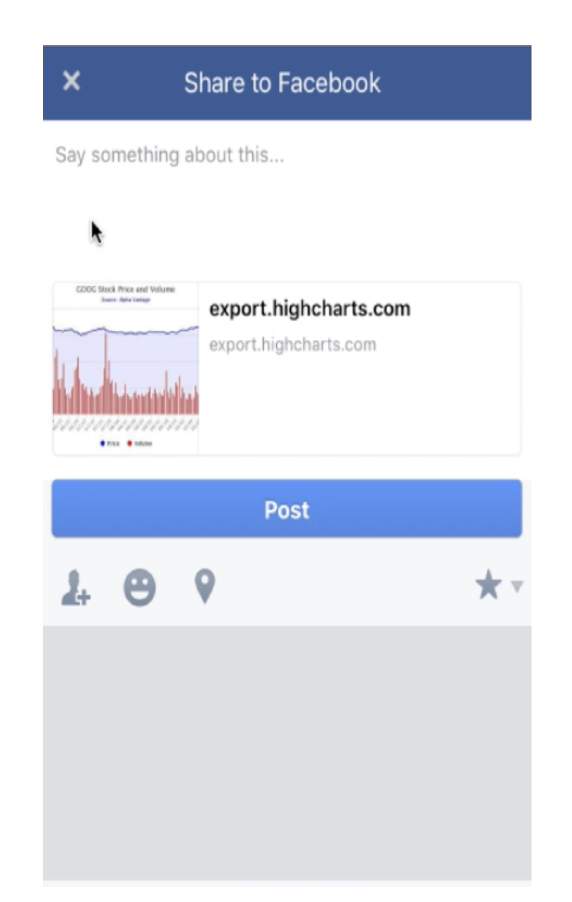 Share to Facebook
Say something about this...
GOOG Stock Price and Volume
Source: Alpha Vantage
export.highcharts.com
export.highcharts.com
Price Volume
Post